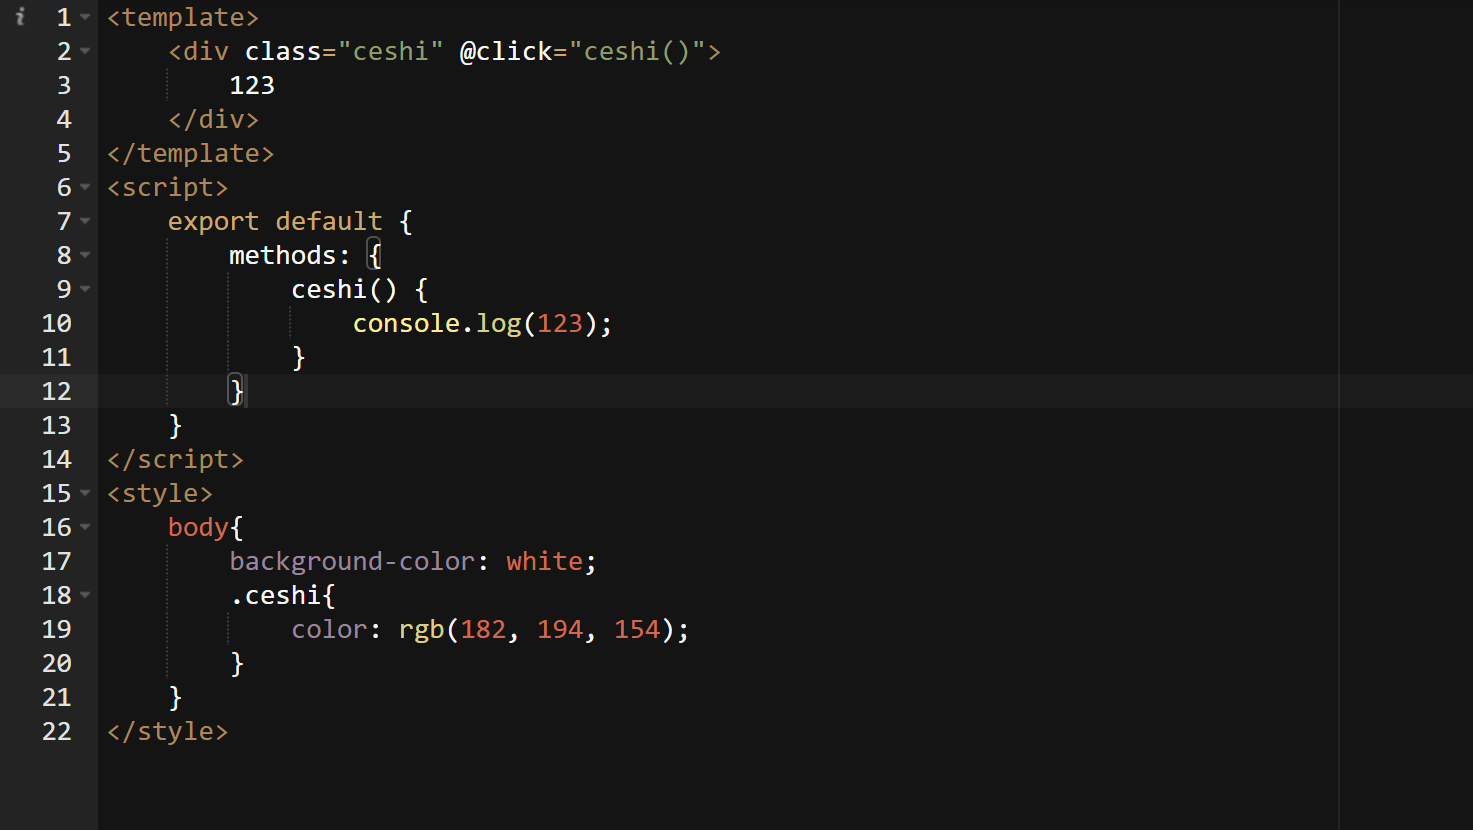 i 1 <template>
2     <div class="ceshi" @click="ceshi()">
3         123
4     </div>
5 </template>
6 <script>
7     export default {
8         methods: {
9             ceshi() {
10                 console.log(123);
11             }
12         }
13     }
14 </script>
15 <style>
16     body{
17         background-color: white;
18         .ceshi{
19             color: rgb(182, 194, 154);
20         }
21     }
22 </style>